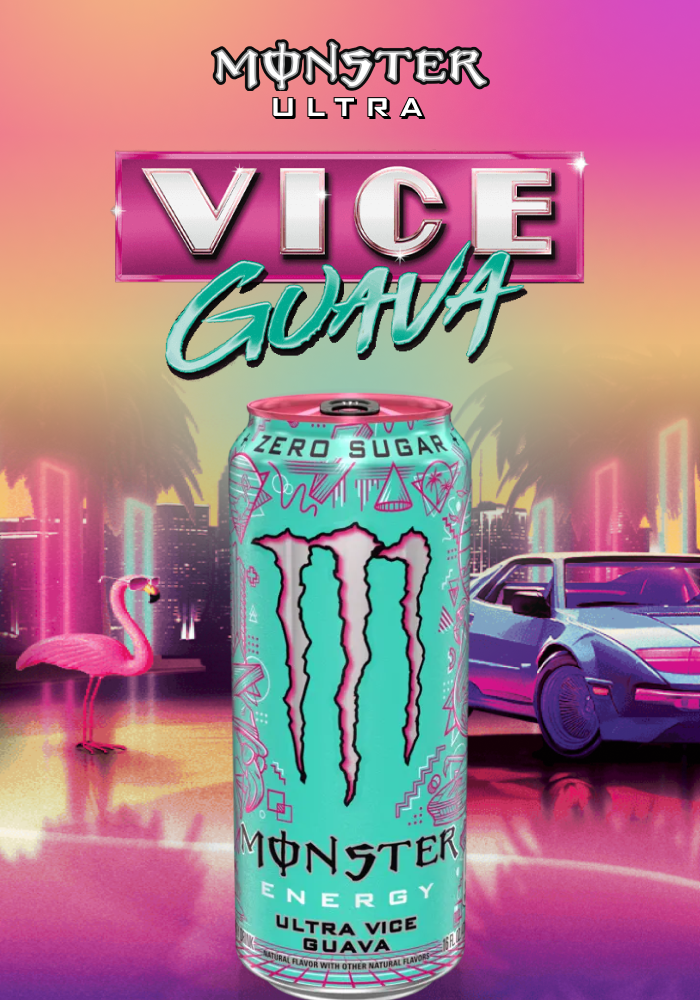 MONSTER
ULTRA
VICE
GUAVA
ZERO SUGAR
MONSTER
ENERGY
ULTRA VICE
GUAVA
NATURAL FLAVOR WITH OTHER NATURAL FLAVORS